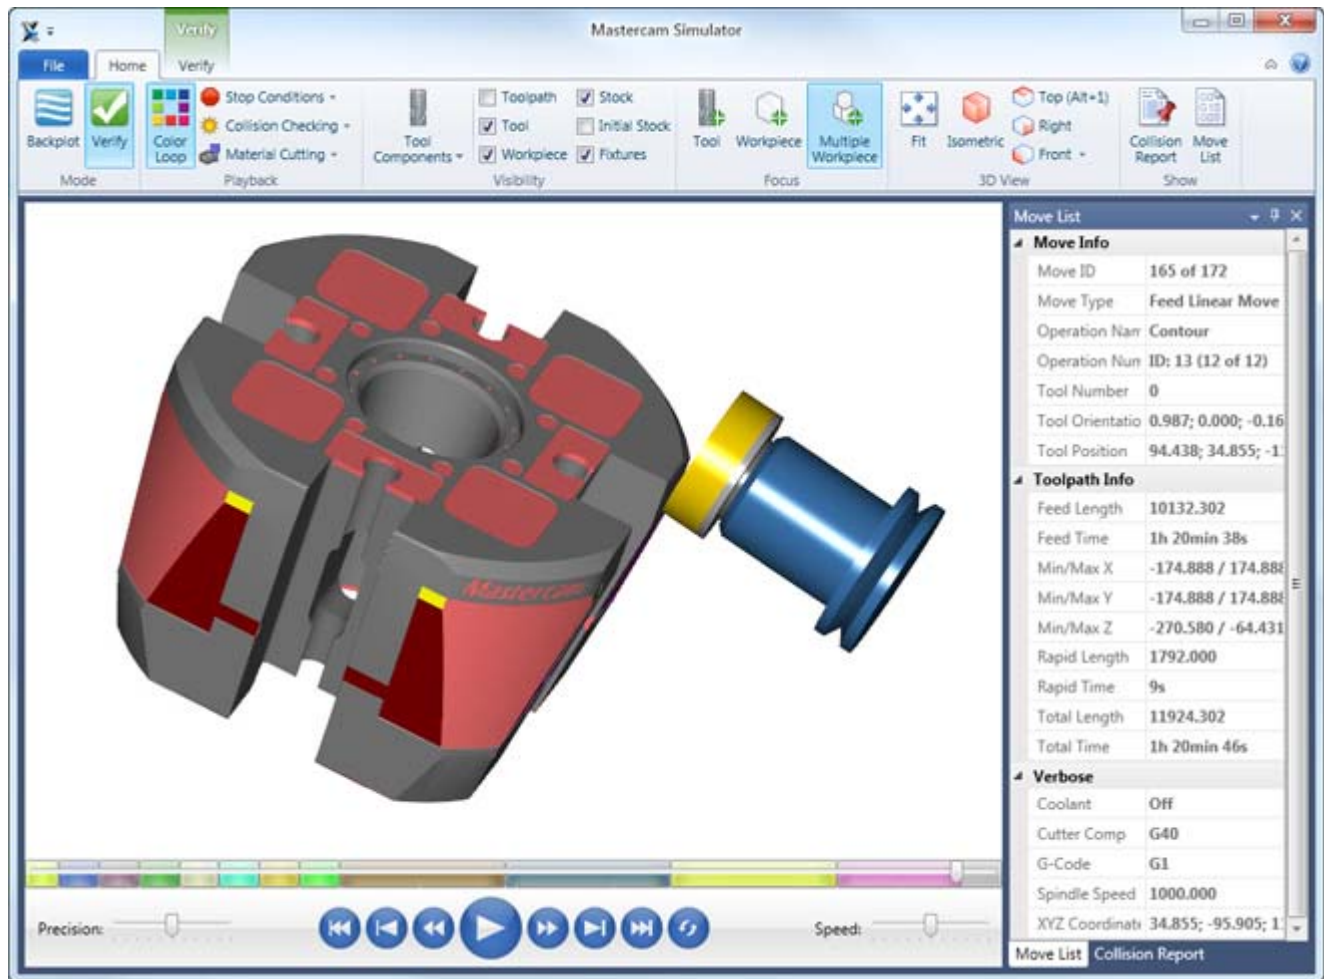 Verify
Mastercam Simulator
File Home Verify
Backplot Verify
Mode
Color Loop
Stop Conditions
Collision Checking
Material Cutting
Playback
Tool Components
Toolpath
Tool
Workpiece
Stock
Initial Stock
Fixtures
Visibility
Tool Workpiece Multiple Workpiece
Focus
Fit Isometric
Top (Alt+1)
Right
Front
3D View
Collision Report Move List
Show
Mastercam
Move List
Move Info
Move ID 165 of 172
Move Type Feed Linear Move
Operation Nam Contour
Operation Num ID: 13 (12 of 12)
Tool Number 0
Tool Orientatio 0.987; 0.000; -0.16
Tool Position 94.438; 34.855; -1
Toolpath Info
Feed Length 10132.302
Feed Time 1h 20min 38s
Min/Max X -174.888 / 174.888
Min/Max Y -174.888 / 174.888
Min/Max Z -270.580 / -64.431
Rapid Length 1792.000
Rapid Time 9s
Total Length 11924.302
Total Time 1h 20min 46s
Verbose
Coolant Off
Cutter Comp G40
G-Code G1
Spindle Speed 1000.000
XYZ Coordinat 34.855; -95.905; 1
Move List Collision Report
Precision:
Speed: